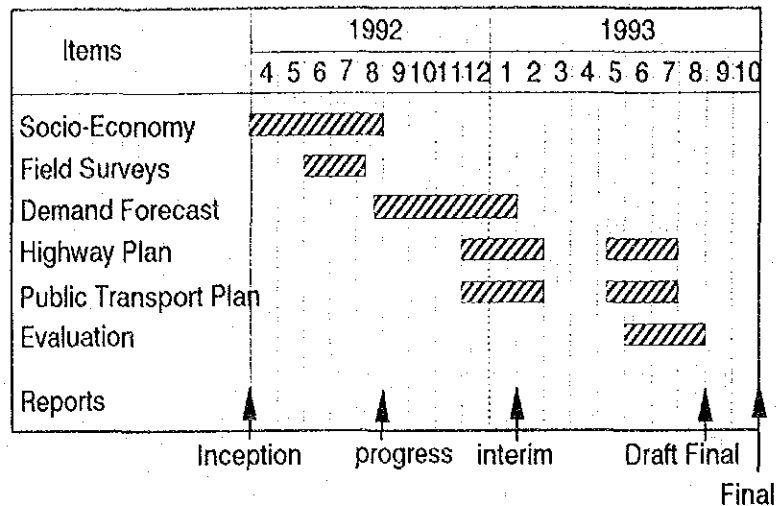 Items
1992
1993
4 5 6 7 8 9 10 11 12 1 2 3 4 5 6 7 8 9 10
Socio-Economy
Field Surveys
Demand Forecast
Highway Plan
Public Transport Plan
Evaluation
Reports
Inception progress interim Draft Final
Final